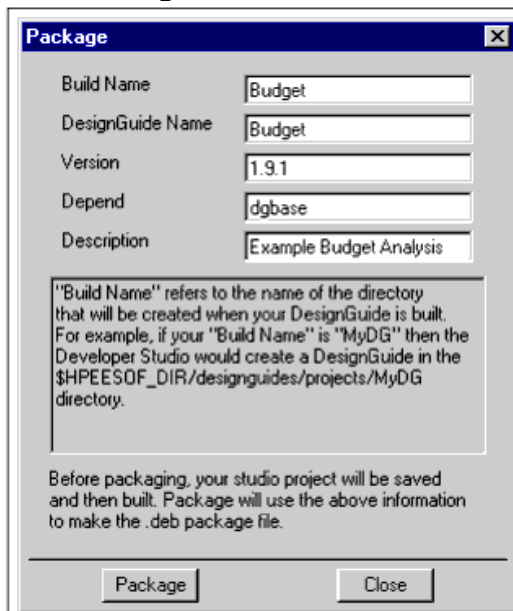 Package
Build Name Budget
DesignGuide Name Budget
Version 1.9.1
Depend dgbase
Description Example Budget Analysis
"Build Name" refers to the name of the directory
that will be created when your DesignGuide is built.
For example, if your "Build Name" is "MyDG" then the
Developer Studio would create a DesignGuide in the
$HPEESOF_DIR/designguides/projects/MyDG
directory.
Before packaging, your studio project will be saved
and then built. Package will use the above information
to make the .deb package file.
Package Close